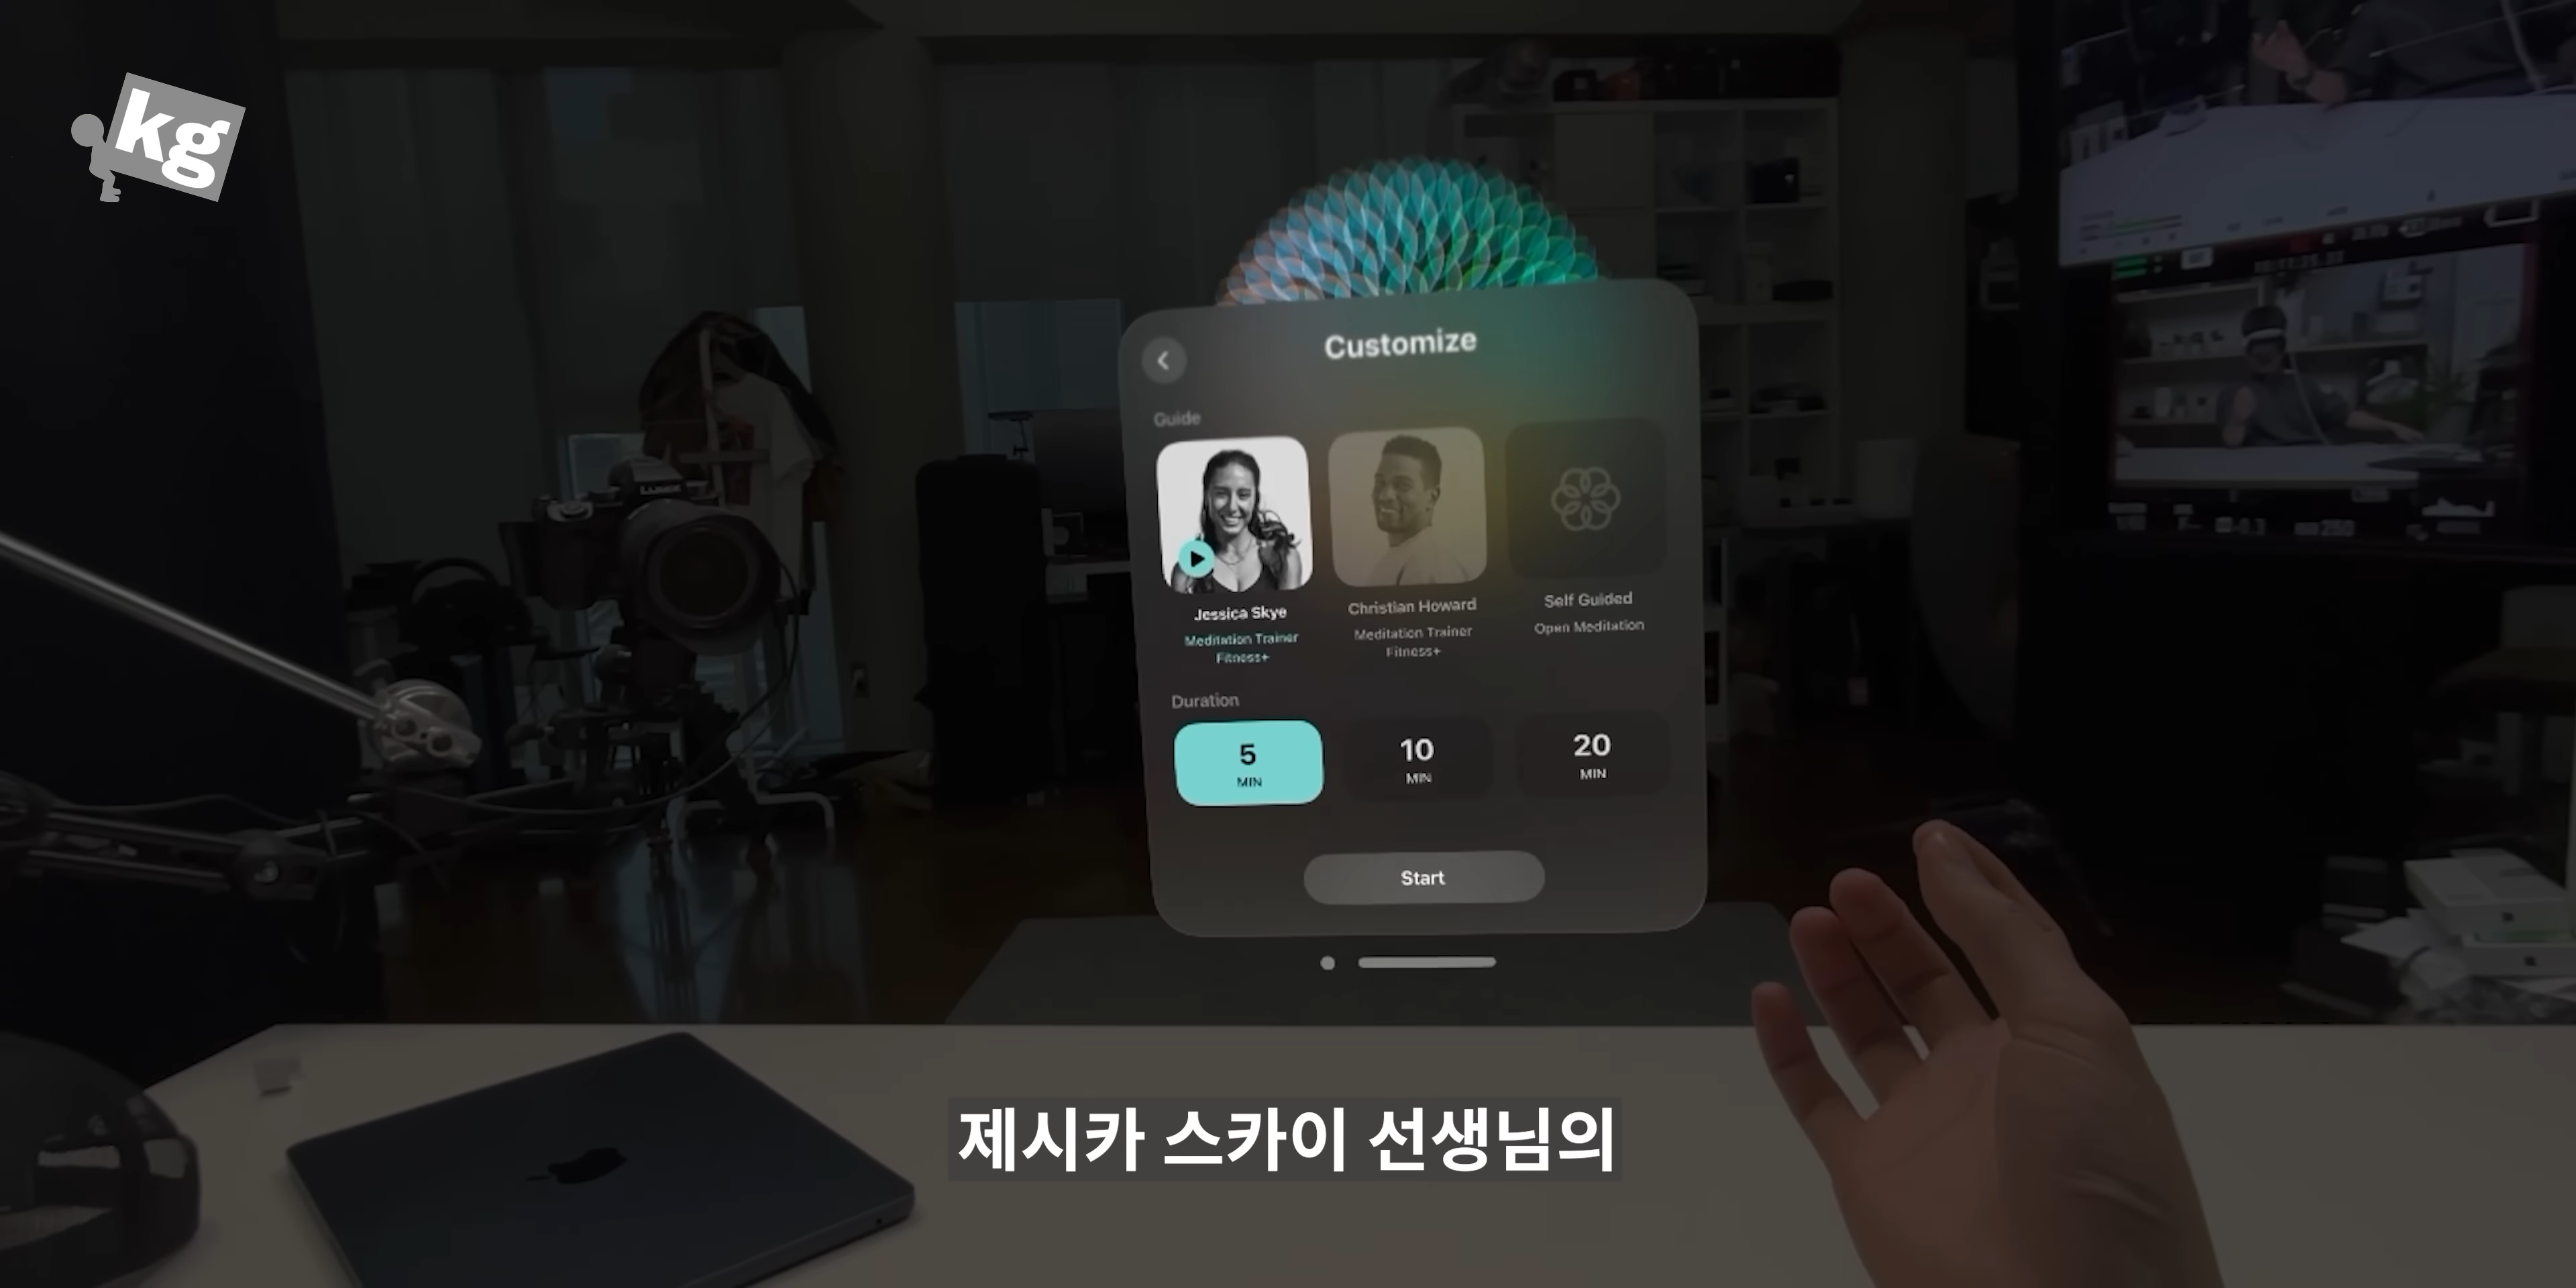 kg
LUMIX
Customize
Guide
Jessica Skye
Meditation Trainer
Fitness+
Christian Howard
Meditation Trainer
Fitness+
Self Guided
Open Meditation
Duration
5
MIN
10
MIN
20
MIN
Start
제시카 스카이 선생님의